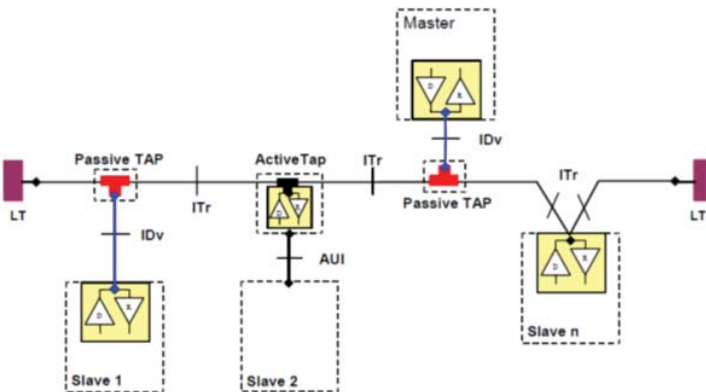 Master
D
R
IDv
Passive TAP
ActiveTap
ITr
ITr
Passive TAP
ITr
D
R
LT
LT
IDv
AUI
D
R
D
R
Slave 1
Slave 2
Slave n